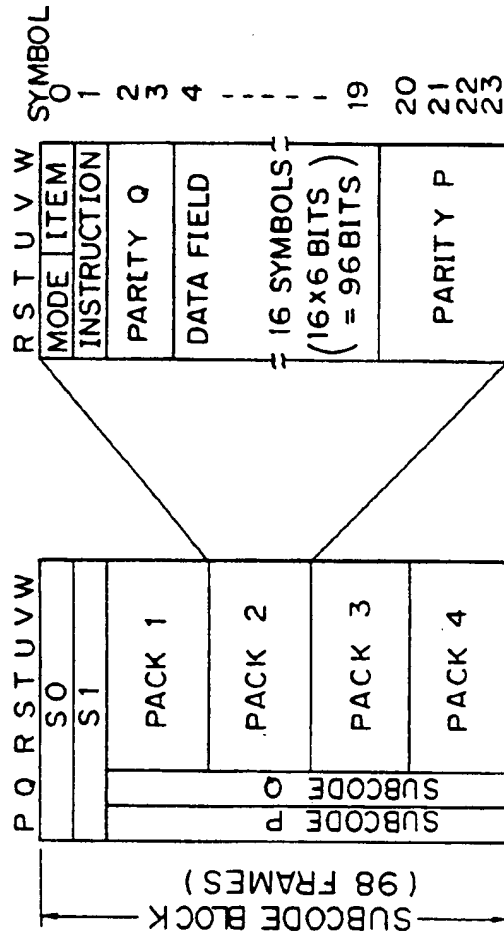 P Q R S T U V W
S0
S1
PACK 1
PACK 2
PACK 3
PACK 4
SUBCODE P
SUBCODE Q
SUBCODE BLOCK
(98 FRAMES)
R S T U V W SYMBOL
MODE ITEM 0
INSTRUCTION 1
PARITY Q 2
3
DATA FIELD 4
16 SYMBOLS
(16x6 BITS
= 96 BITS)
19
PARITY P
20
21
22
23